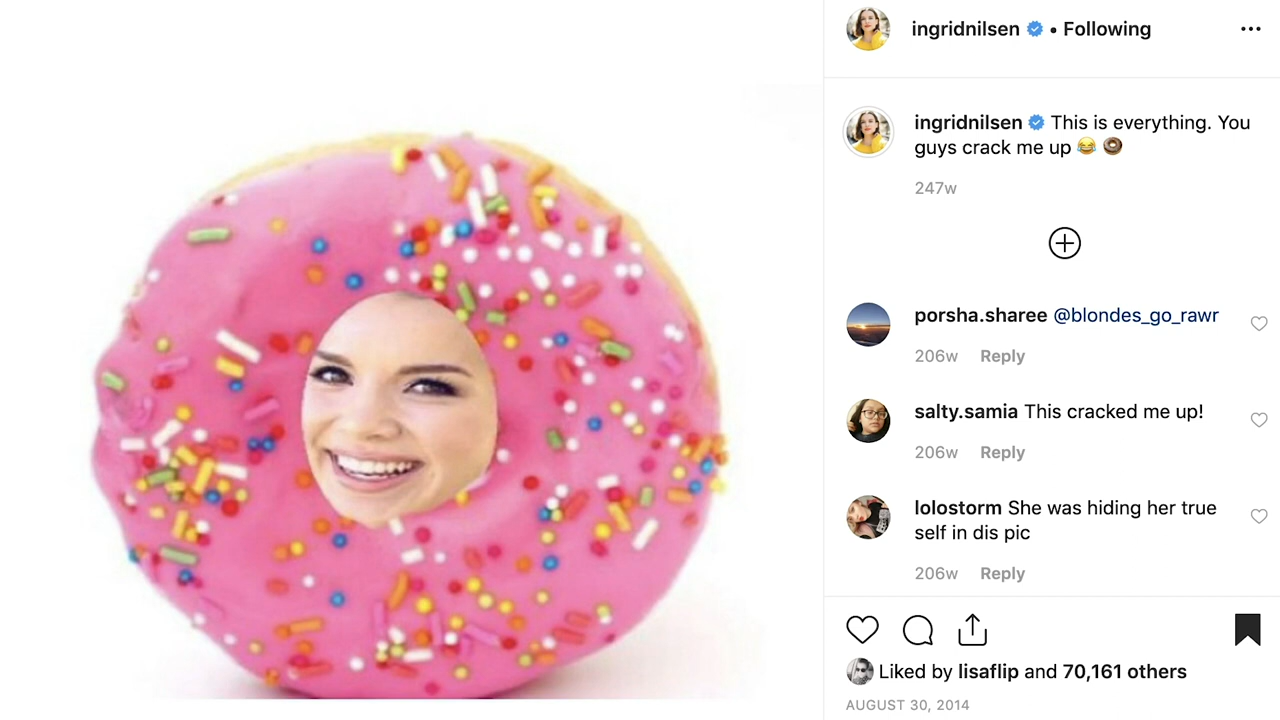 ingridnilsen • Following
ingridnilsen This is everything. You
guys crack me up 😂 🍩
247w
porsha.sharee @blondes_go_rawr
206w Reply
salty.samia This cracked me up!
206w Reply
lolostorm She was hiding her true
self in dis pic
206w Reply
Liked by lisaflip and 70,161 others
AUGUST 30, 2014